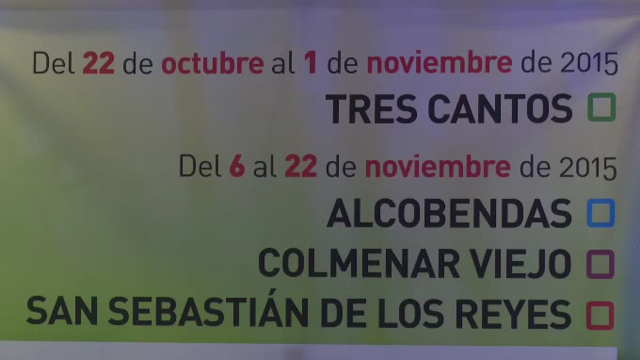 Del 22 de octubre al 1 de noviembre de 2015
TRES CANTOS
Del 6 al 22 de noviembre de 2015
ALCOBENDAS
COLMENAR VIEJO
SAN SEBASTIÁN DE LOS REYES